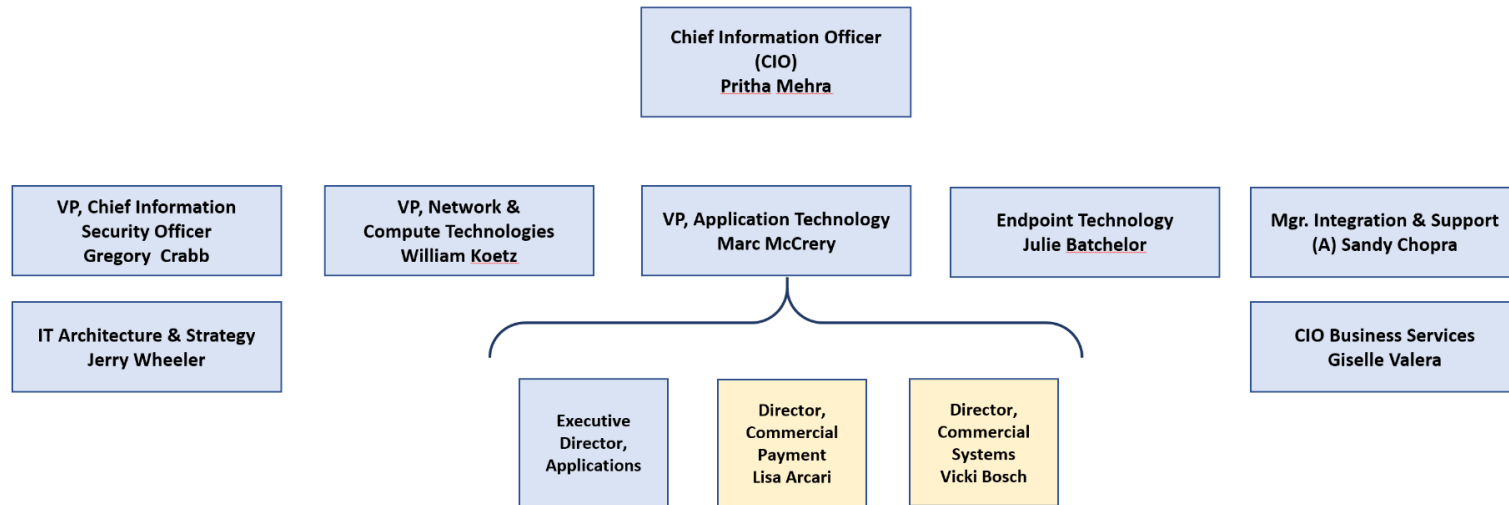 Chief Information Officer
(CIO)
Pritha Mehra
VP, Chief Information
Security Officer
Gregory Crabb
VP, Network &
Compute Technologies
William Koetz
VP, Application Technology
Marc McCrery
Endpoint Technology
Julie Batchelor
Mgr. Integration & Support
(A) Sandy Chopra
IT Architecture & Strategy
Jerry Wheeler
CIO Business Services
Giselle Valera
Executive
Director,
Applications
Director,
Commercial
Payment
Lisa Arcari
Director,
Commercial
Systems
Vicki Bosch